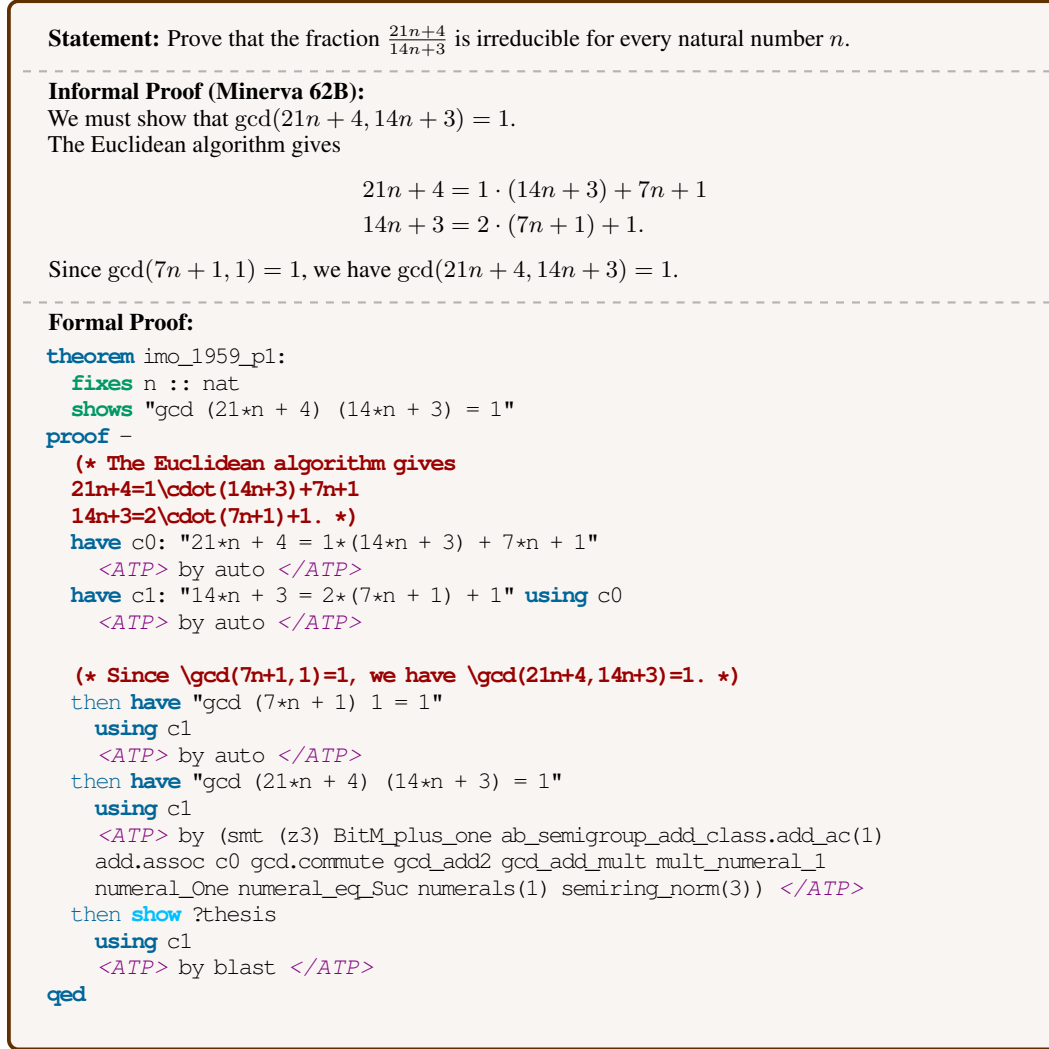 Statement: Prove that the fraction \frac{21n+4}{14n+3} is irreducible for every natural number n.
Informal Proof (Minerva 62B):
We must show that gcd(21n + 4, 14n + 3) = 1.
The Euclidean algorithm gives
21n + 4 = 1 · (14n + 3) + 7n + 1
14n + 3 = 2 · (7n + 1) + 1.
Since gcd(7n + 1, 1) = 1, we have gcd(21n + 4, 14n + 3) = 1.
Formal Proof:
theorem imo_1959_p1:
fixes n :: nat
shows "gcd (21*n + 4) (14*n + 3) = 1"
proof -
(* The Euclidean algorithm gives
21n+4=1\cdot(14n+3)+7n+1
14n+3=2\cdot(7n+1)+1. *)
have c0: "21*n + 4 = 1*(14*n + 3) + 7*n + 1"
<ATP> by auto </ATP>
have c1: "14*n + 3 = 2*(7*n + 1) + 1" using c0
<ATP> by auto </ATP>
(* Since \gcd(7n+1,1)=1, we have \gcd(21n+4,14n+3)=1. *)
then have "gcd (7*n + 1) 1 = 1"
using c1
<ATP> by auto </ATP>
then have "gcd (21*n + 4) (14*n + 3) = 1"
using c1
<ATP> by (smt (z3) BitM_plus_one ab_semigroup_add_class.add_ac(1)
add.assoc c0 gcd.commute gcd_add2 gcd_add_mult mult_numeral_1
numeral_One numeral_eq_Suc numerals(1) semiring_norm(3)) </ATP>
then show ?thesis
using c1
<ATP> by blast </ATP>
qed